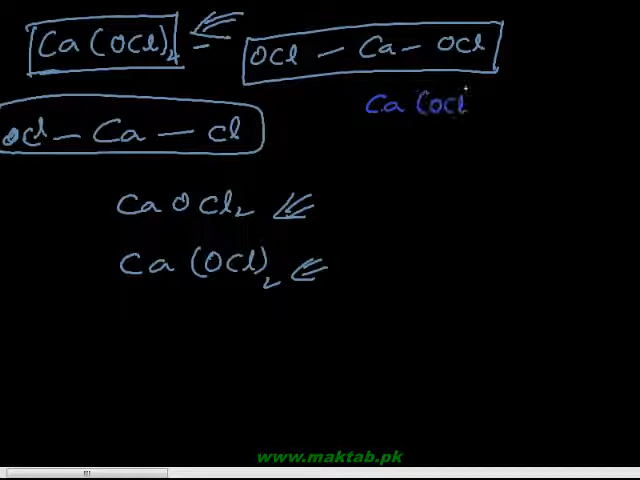 Ca(OCl)₂ = OCl – Ca – OCl
Ca (OCl
OCl – Ca – Cl
CaOCl₂
Ca(OCl)₂
www.maktab.pk